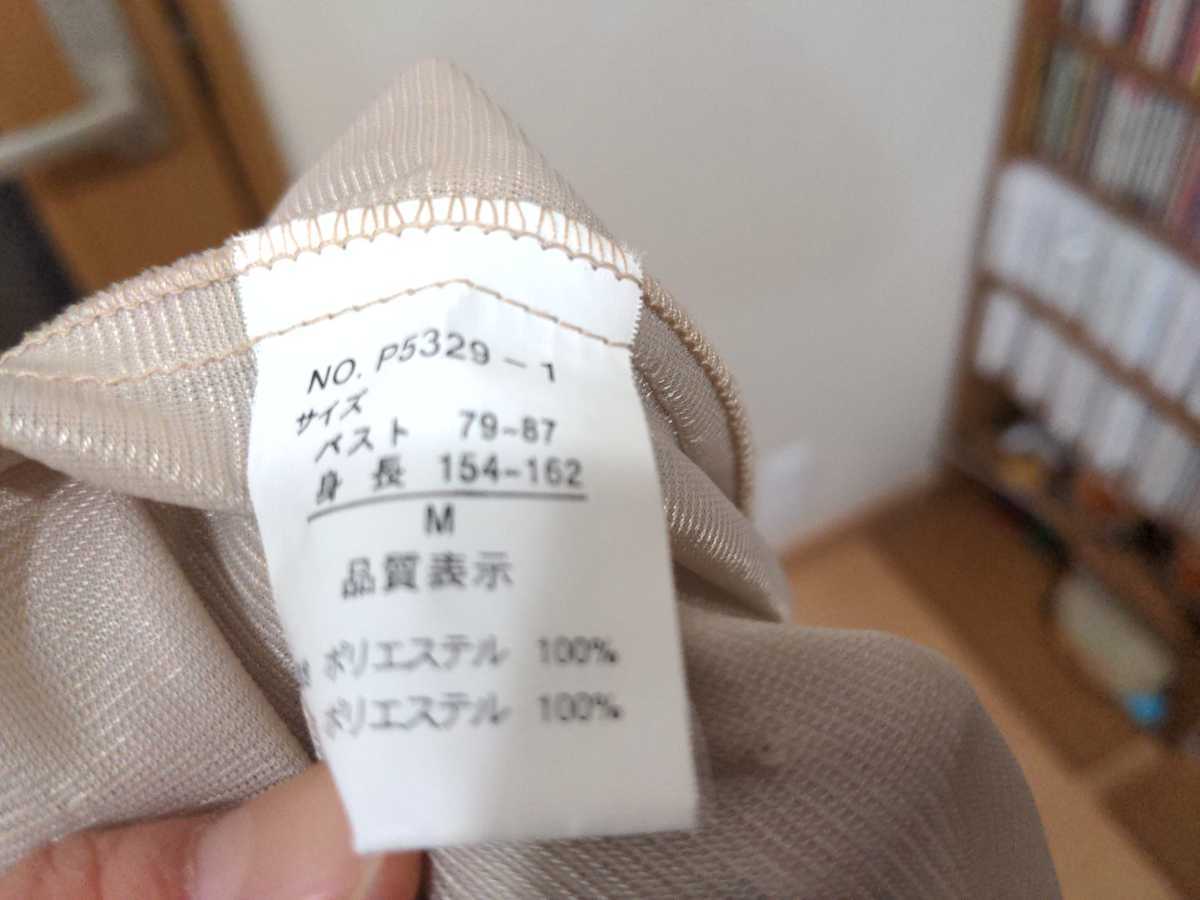 NO. P5329-1
サイズ
バスト 79-87
身長 154-162
M
品質表示
ポリエステル 100%
ポリエステル 100%